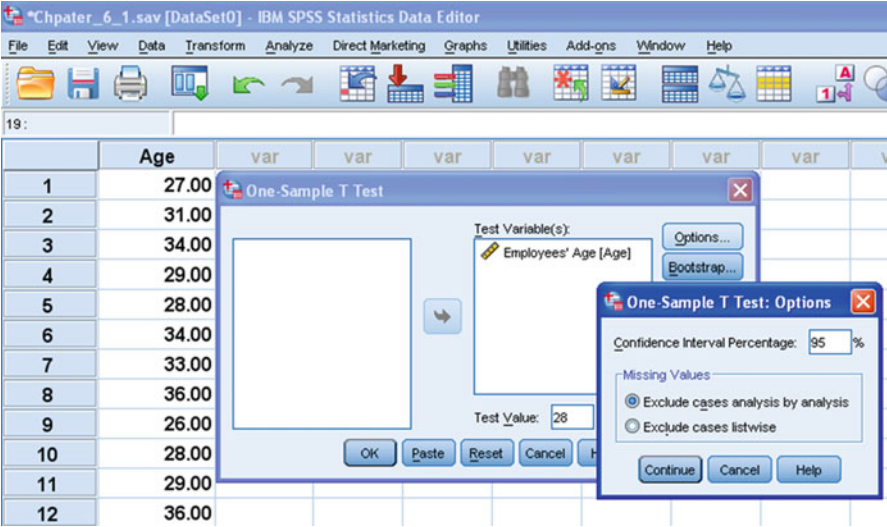 *Chpater_6_1.sav [DataSet0] - IBM SPSS Statistics Data Editor
File Edit View Data Transform Analyze Direct Marketing Graphs Utilities Add-ons Window Help
A
1
19 :
Age var var var var var var var
1 27.00
2 31.00
3 34.00
4 29.00
5 28.00
6 34.00
7 33.00
8 36.00
9 26.00
10 28.00
11 29.00
12 36.00
One-Sample T Test
Test Variable(s):
Employees' Age [Age]
Options...
Bootstrap...
Test Value: 28
OK Paste Reset Cancel
One-Sample T Test: Options
Confidence Interval Percentage: 95 %
Missing Values
Exclude cases analysis by analysis
Exclude cases listwise
Continue Cancel Help